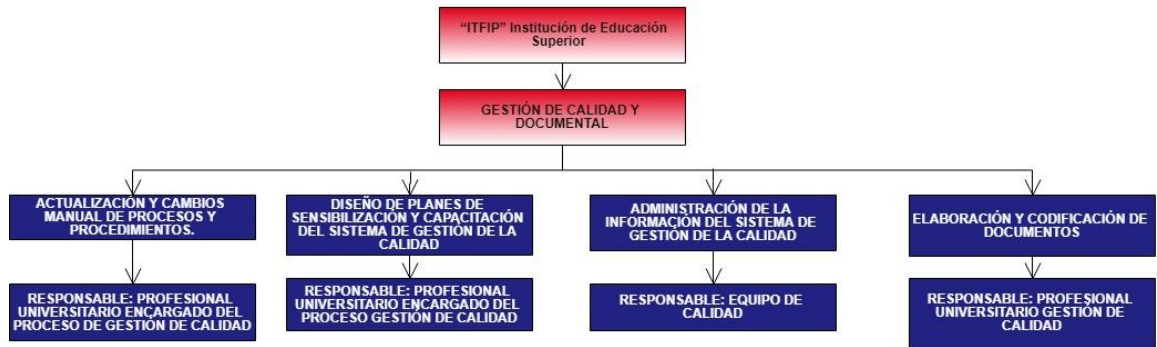 “ITFIP” Institución de Educación
Superior
GESTIÓN DE CALIDAD Y
DOCUMENTAL
ACTUALIZACIÓN Y CAMBIOS
MANUAL DE PROCESOS Y
PROCEDIMIENTOS.
DISEÑO DE PLANES DE
SENSIBILIZACIÓN Y CAPACITACIÓN
DEL SISTEMA DE GESTIÓN DE LA
CALIDAD
ADMINISTRACIÓN DE LA
INFORMACIÓN DEL SISTEMA DE
GESTIÓN DE LA CALIDAD
ELABORACIÓN Y CODIFICACIÓN DE
DOCUMENTOS
RESPONSABLE: PROFESIONAL
UNIVERSITARIO ENCARGADO DEL
PROCESO DE GESTIÓN DE CALIDAD
RESPONSABLE: PROFESIONAL
UNIVERSITARIO ENCARGADO DEL
PROCESO GESTIÓN DE CALIDAD
RESPONSABLE: EQUIPO DE
CALIDAD
RESPONSABLE: PROFESIONAL
UNIVERSITARIO GESTIÓN DE
CALIDAD